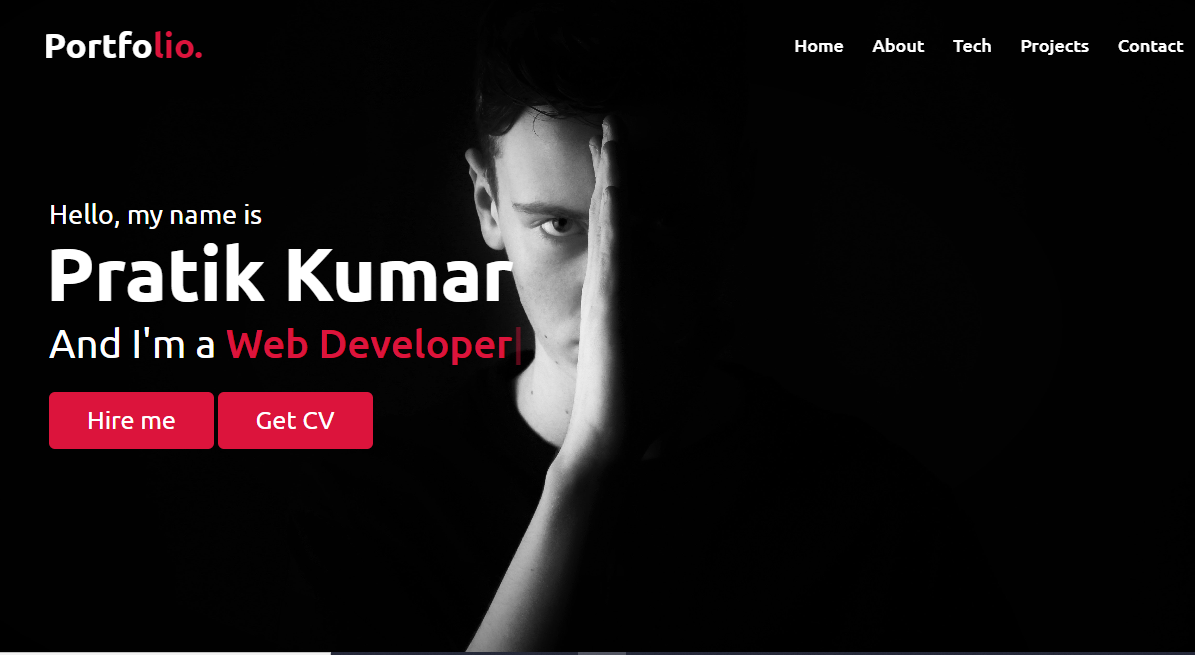 Portfolio.
Home About Tech Projects Contact
Hello, my name is
Pratik Kumar
And I'm a Web Developer|
Hire me Get CV